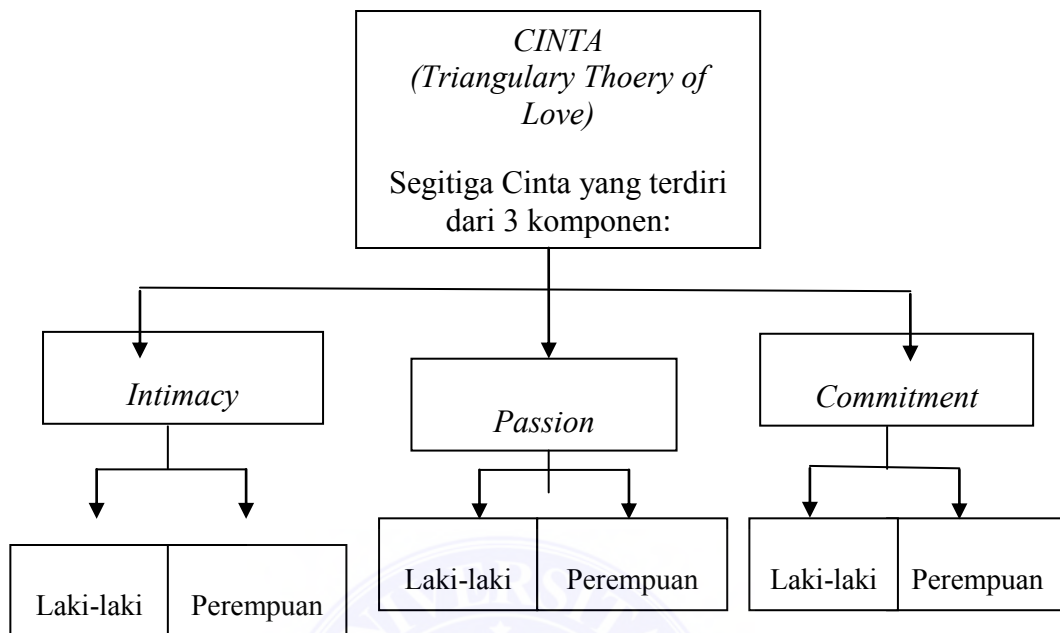 CINTA
(Triangulary Thoery of
Love)
Segitiga Cinta yang terdiri
dari 3 komponen:
Intimacy
Passion
Commitment
Laki-laki
Perempuan
Laki-laki
Perempuan
Laki-laki
Perempuan